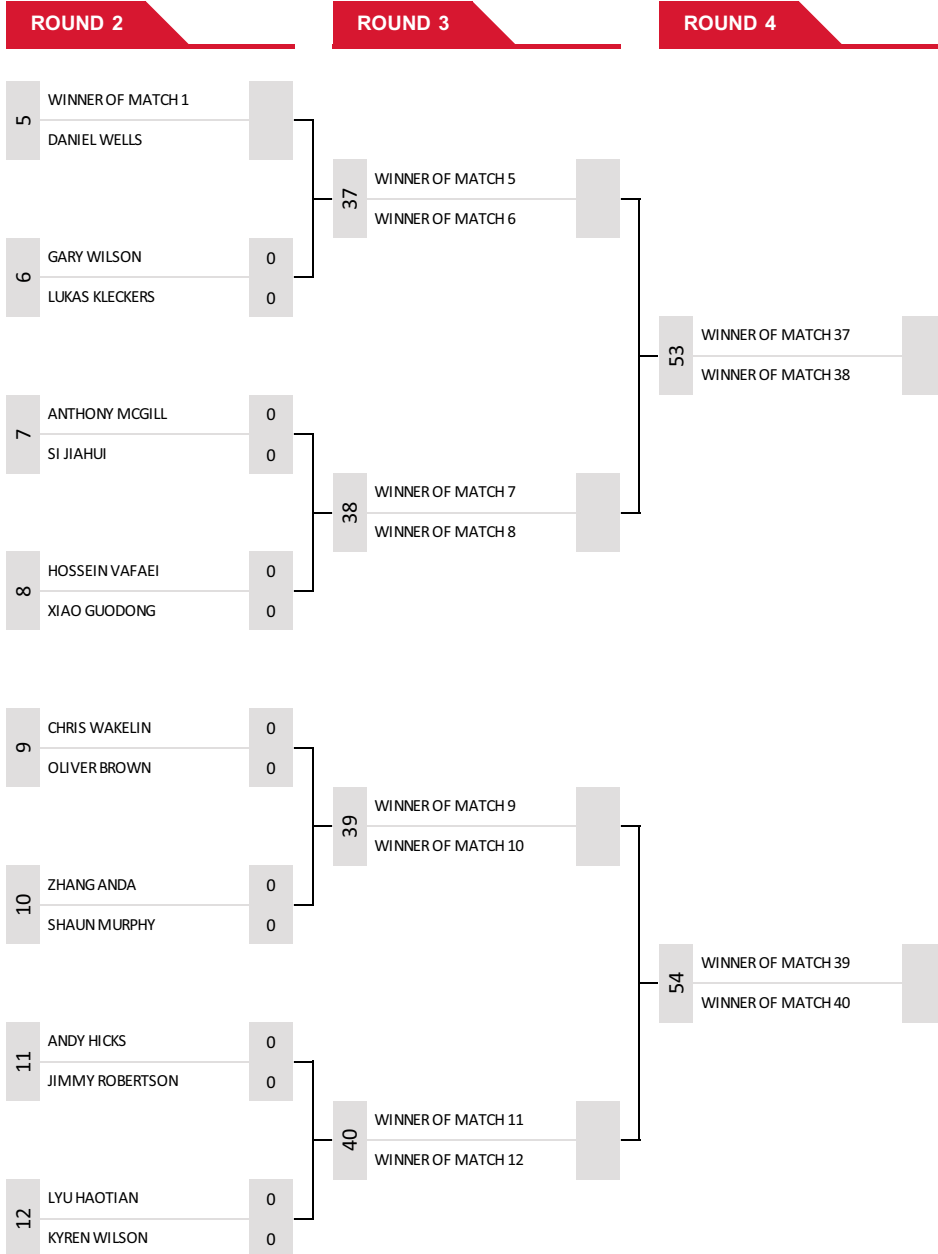 ROUND 2
ROUND 3
ROUND 4
5
WINNER OF MATCH 1
DANIEL WELLS
37
WINNER OF MATCH 5
WINNER OF MATCH 6
6
GARY WILSON 0
LUKAS KLECKERS 0
53
WINNER OF MATCH 37
WINNER OF MATCH 38
7
ANTHONY MCGILL 0
SI JIAHUI 0
38
WINNER OF MATCH 7
WINNER OF MATCH 8
8
HOSSEIN VAFAEI 0
XIAO GUODONG 0
9
CHRIS WAKELIN 0
OLIVER BROWN 0
39
WINNER OF MATCH 9
WINNER OF MATCH 10
10
ZHANG ANDA 0
SHAUN MURPHY 0
54
WINNER OF MATCH 39
WINNER OF MATCH 40
11
ANDY HICKS 0
JIMMY ROBERTSON 0
40
WINNER OF MATCH 11
WINNER OF MATCH 12
12
LYU HAOTIAN 0
KYREN WILSON 0